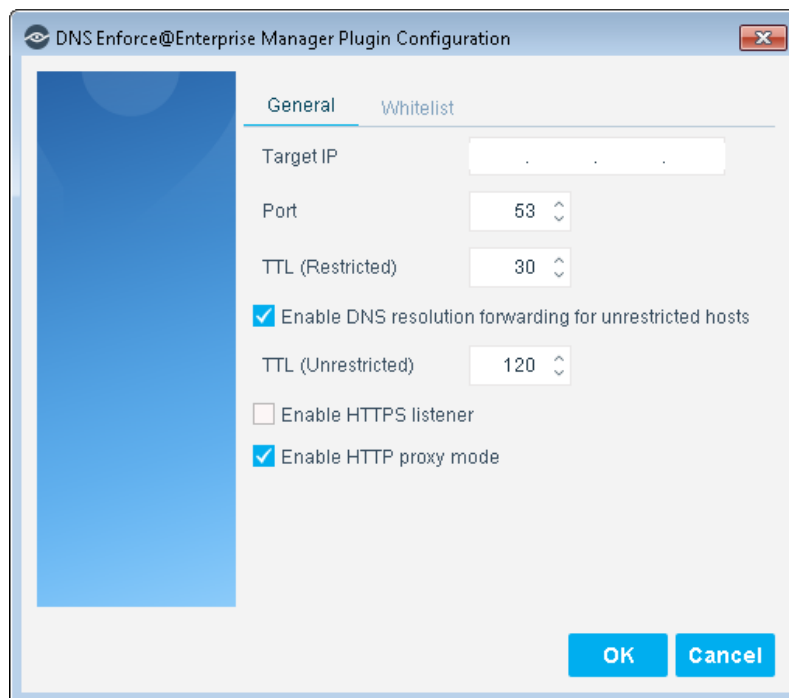 DNS Enforce@Enterprise Manager Plugin Configuration
General Whitelist
Target IP . . .
Port 53
TTL (Restricted) 30
Enable DNS resolution forwarding for unrestricted hosts
TTL (Unrestricted) 120
Enable HTTPS listener
Enable HTTP proxy mode
OK Cancel